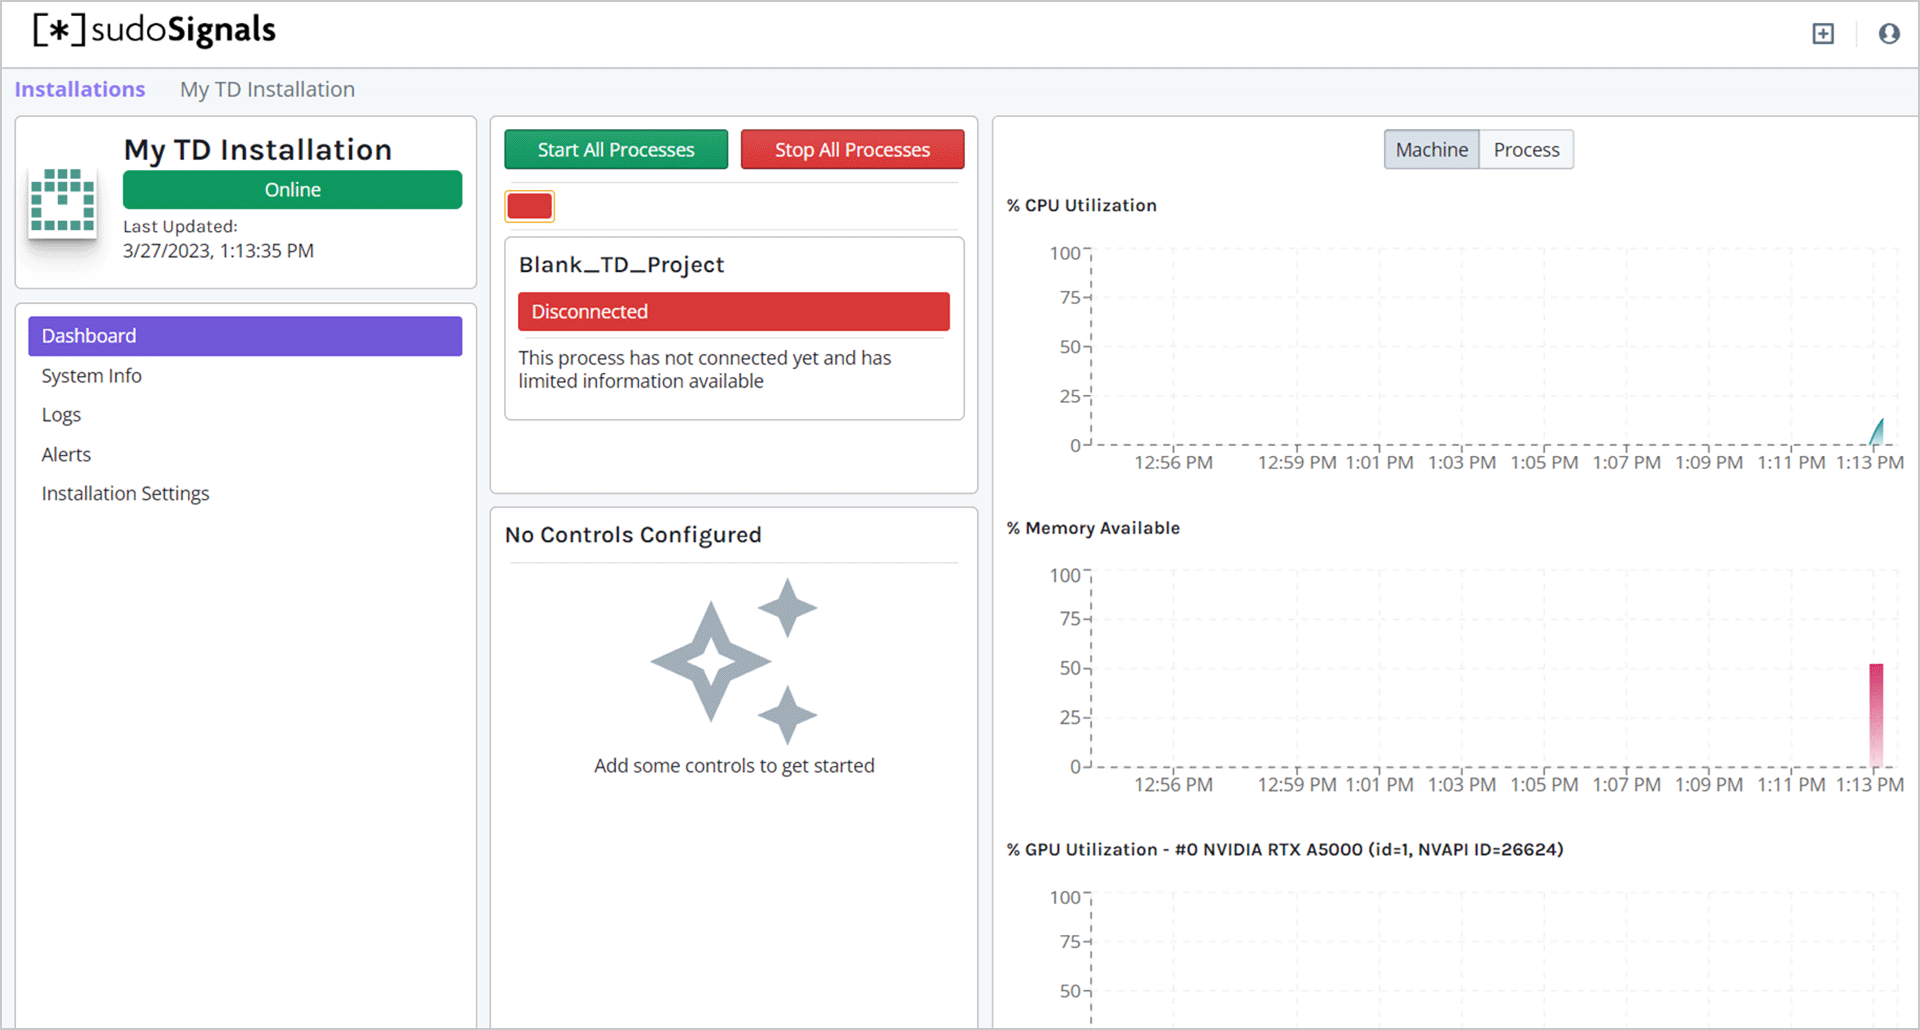 [*]sudoSignals
Installations My TD Installation
My TD Installation
Online
Last Updated:
3/27/2023, 1:13:35 PM
Dashboard
System Info
Logs
Alerts
Installation Settings
Start All Processes Stop All Processes
Blank_TD_Project
Disconnected
This process has not connected yet and has
limited information available
No Controls Configured
Add some controls to get started
Machine Process
% CPU Utilization
100
75
50
25
0
12:56 PM 12:59 PM 1:01 PM 1:03 PM 1:05 PM 1:07 PM 1:09 PM 1:11 PM 1:13 PM
% Memory Available
100
75
50
25
0
12:56 PM 12:59 PM 1:01 PM 1:03 PM 1:05 PM 1:07 PM 1:09 PM 1:11 PM 1:13 PM
% GPU Utilization - #0 NVIDIA RTX A5000 (id=1, NVAPI ID=26624)
100
75
50